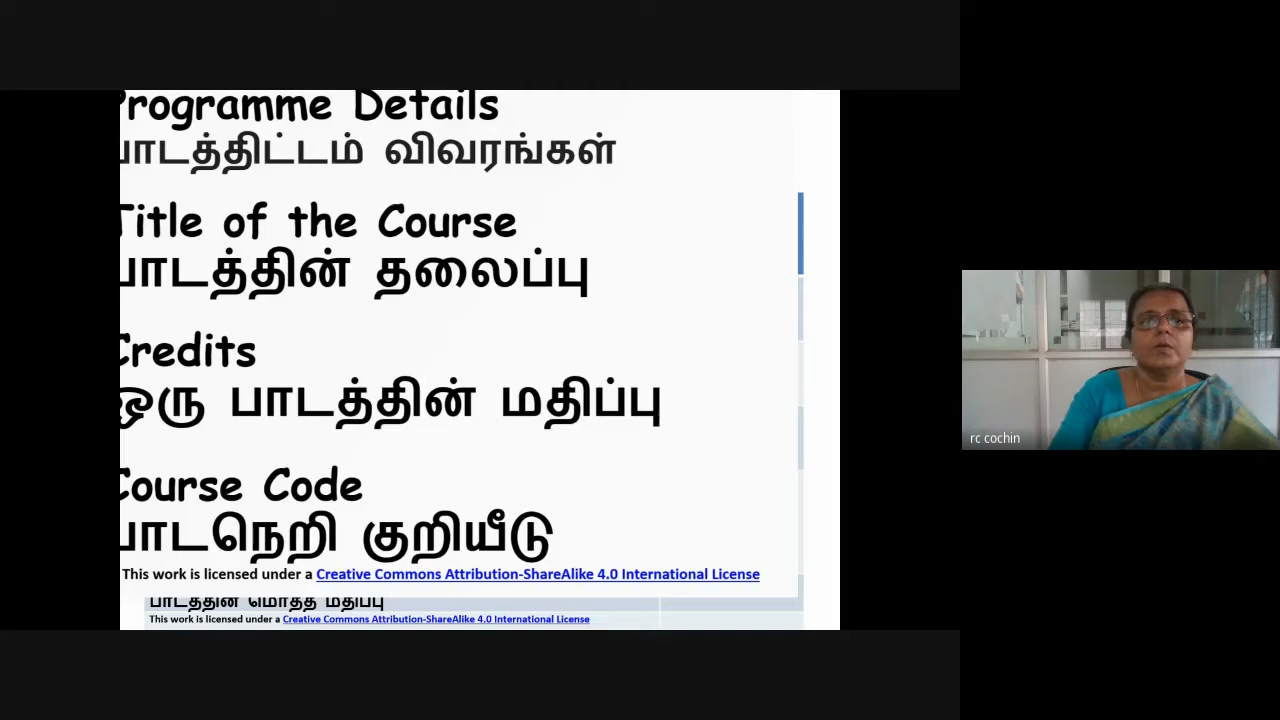 Programme Details
பாடத்திட்டம் விவரங்கள்
Title of the Course
பாடத்தின் தலைப்பு
Credits
ஒரு பாடத்தின் மதிப்பு
Course Code
பாடநெறி குறியீடு
This work is licensed under a Creative Commons Attribution-ShareAlike 4.0 International License
பாடத்தின் மொத்த மதிப்பு
This work is licensed under a Creative Commons Attribution-ShareAlike 4.0 International License
rc cochin